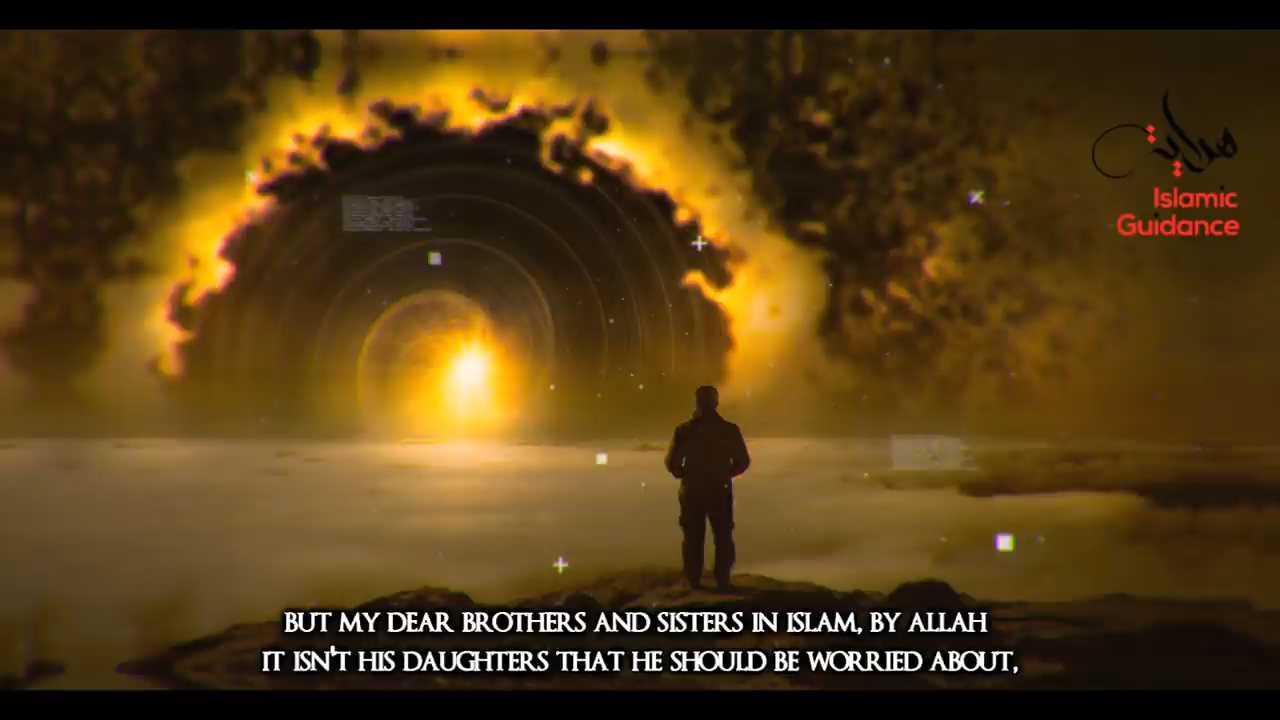 هداية
Islamic
Guidance
BUT MY DEAR BROTHERS AND SISTERS IN ISLAM, BY ALLAH
IT ISN'T HIS DAUGHTERS THAT HE SHOULD BE WORRIED ABOUT,